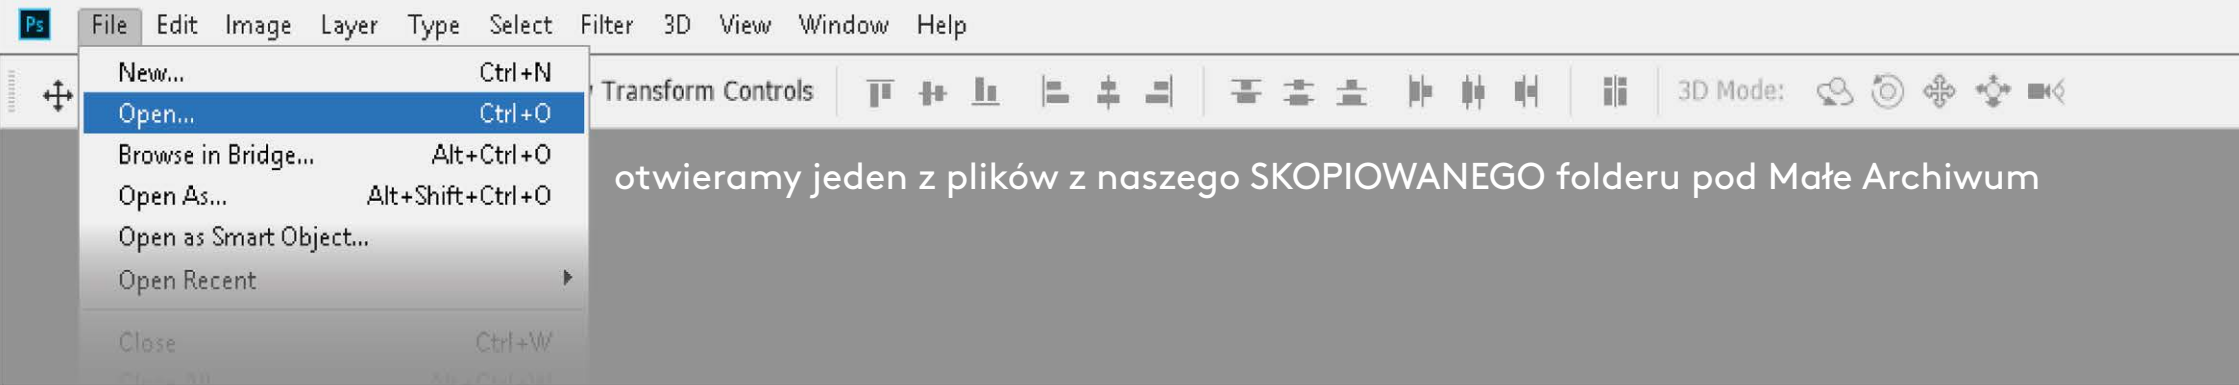 Ps File Edit Image Layer Type Select Filter 3D View Window Help
New... Ctrl+N
Transform Controls 3D Mode:
Open... Ctrl+O
Browse in Bridge... Alt+Ctrl+O
otwieramy jeden z plików z naszego SKOPIOWANEGO folderu pod Małe Archiwum
Open As... Alt+Shift+Ctrl+O
Open as Smart Object...
Open Recent
Close Ctrl+W